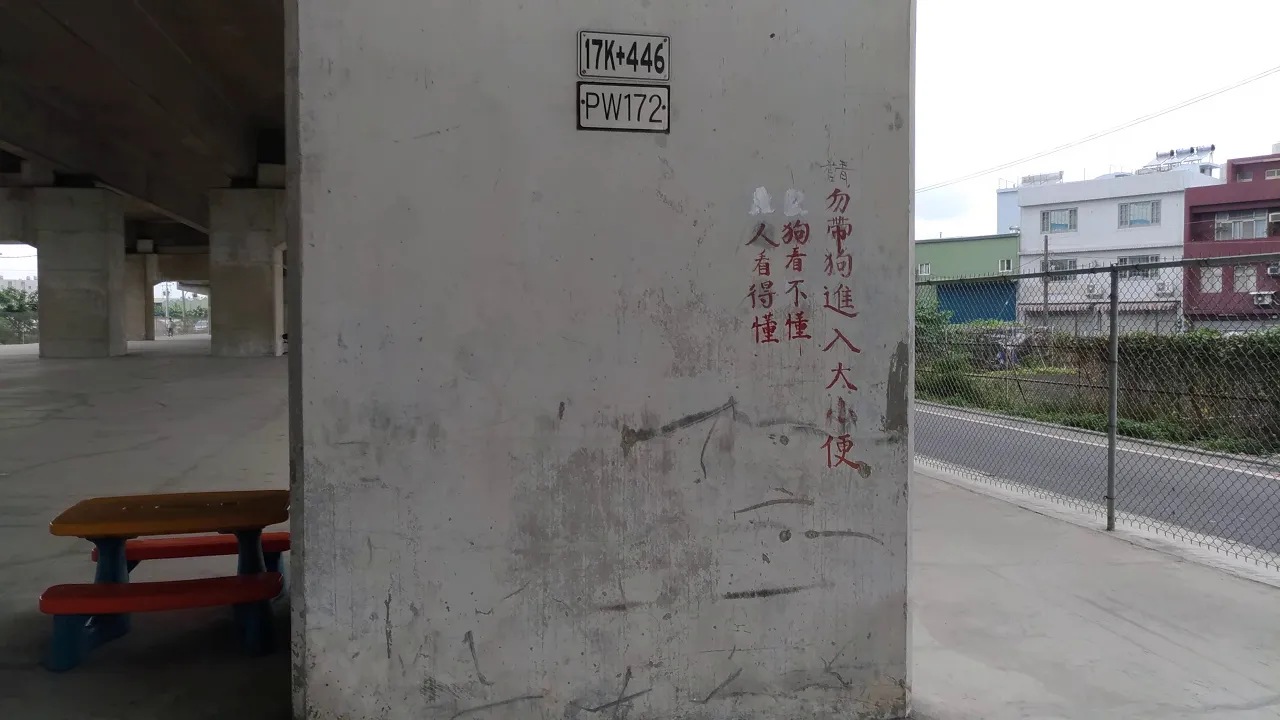 17K+446
PW172
請勿帶狗進入大小便
狗看不懂
人看得懂